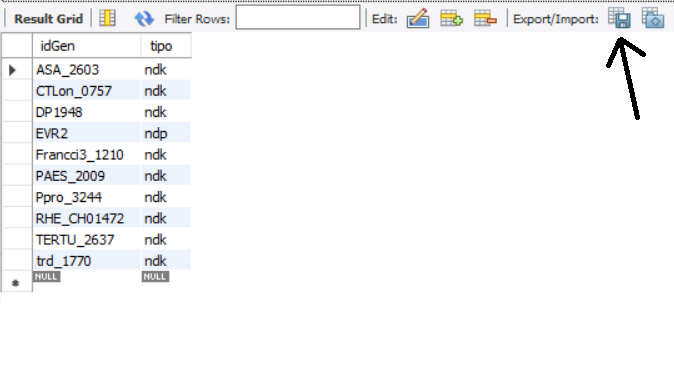 Result Grid Filter Rows: Edit: Export/Import:
idGen tipo
ASA_2603 ndk
CTLon_0757 ndk
DP1948 ndk
EVR2 ndp
Francci3_1210 ndk
PAES_2009 ndk
Ppro_3244 ndk
RHE_CH01472 ndk
TERTU_2637 ndk
trd_1770 ndk
NULL NULL